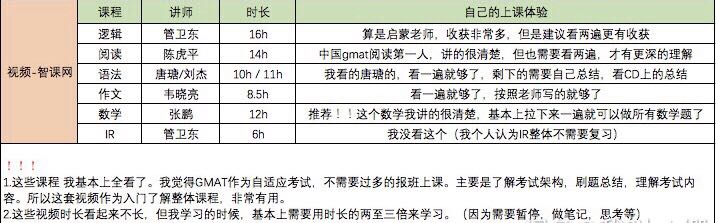 课程 讲师 时长 自己的上课体验
逻辑 管卫东 16h 算是启蒙老师，收获非常多，但是建议看两遍更有收获
阅读 陈虎平 14h 中国gmat阅读第一人，讲的很清楚，但也需要看两遍，才有更深的理解
视频-智课网 语法 唐瑭/刘杰 10h / 11h 我看的唐瑭的，看一遍就够了，剩下的需要自己总结，看CD上的总结
作文 韦晓亮 8.5h 看一遍就够了，按照老师写的就够了
数学 张鹏 12h 推荐！！这个数学我讲的很清楚，基本上拉下来一遍就可以做所有数学题了
IR 管卫东 6h 我没看这个（我个人认为IR整体不需要复习）
！！！
1.这些课程 我基本上全看了。我觉得GMAT作为自适应考试，不需要过多的报班上课。主要是了解考试架构，刷题总结，理解考试内
容。所以这套视频作为入门了解整体课程，非常有用。
2.这些视频时长看起来不长，但我学习的时候，基本上需要用时长的两至三倍来学习。（因为需要暂停，做笔记，思考等）